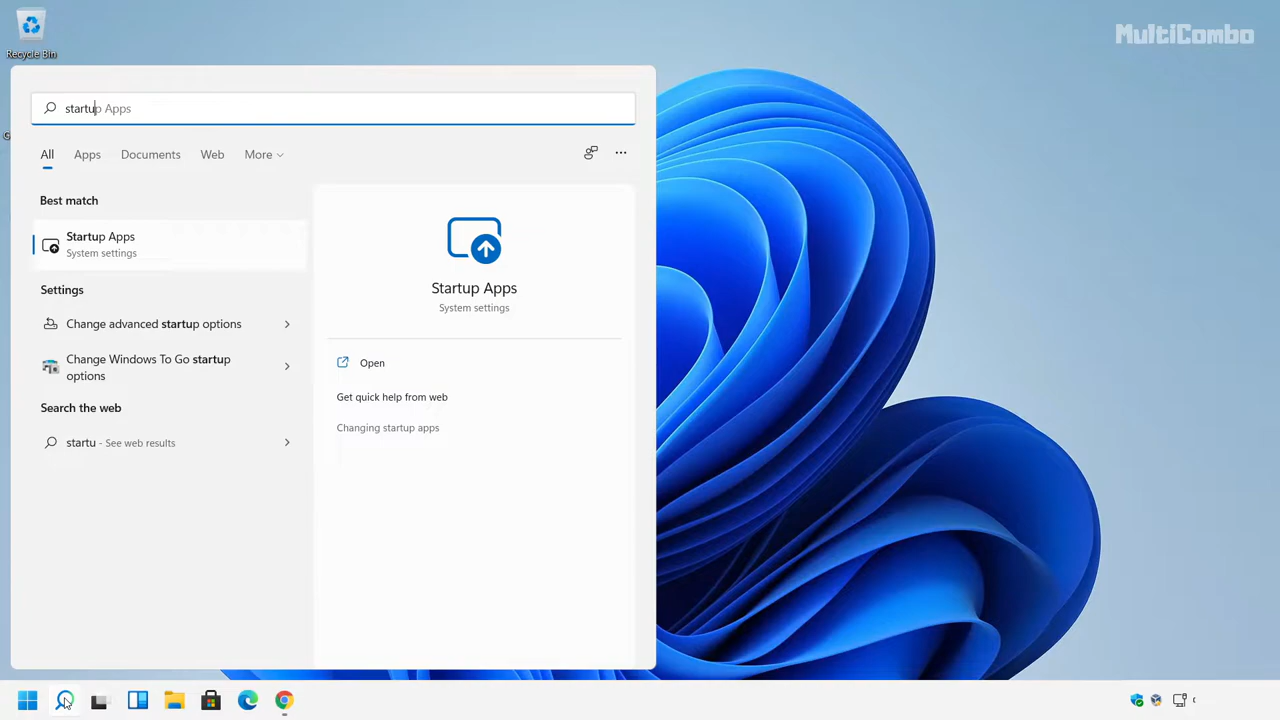 MultiCombo
Recycle Bin
startup Apps
All Apps Documents Web More
Best match
Startup Apps
System settings
Settings
Change advanced startup options
Change Windows To Go startup
options
Search the web
startu - See web results
Startup Apps
System settings
Open
Get quick help from web
Changing startup apps